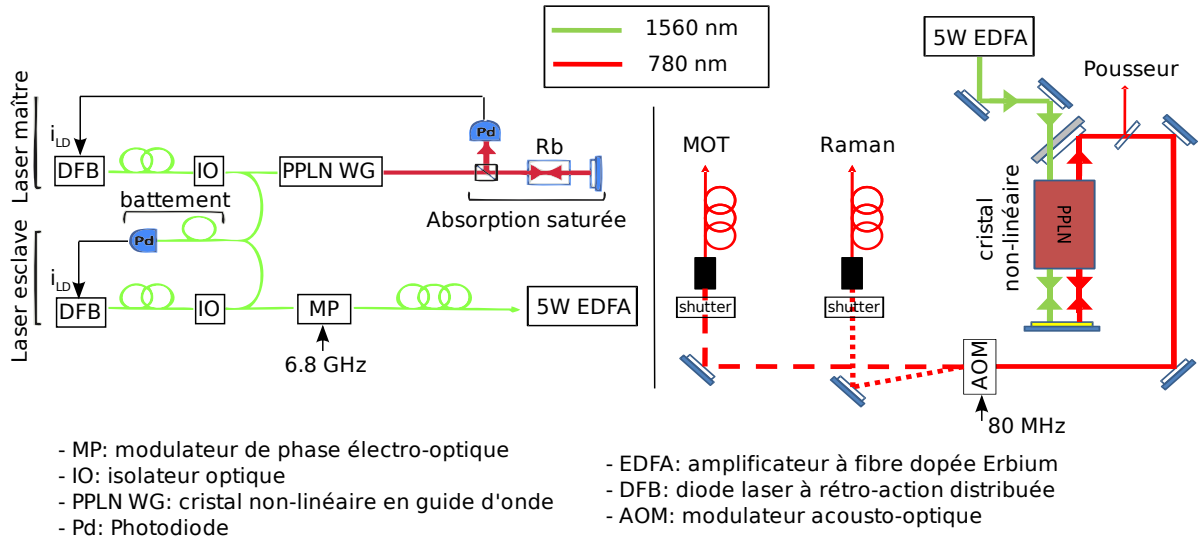 1560 nm
780 nm
Laser maître
i_LD
DFB
IO
PPLN WG
Pd
Rb
Absorption saturée
battement
Pd
Laser esclave
i_LD
DFB
IO
MP
6.8 GHz
5W EDFA
5W EDFA
Pousseur
MOT
Raman
cristal
non-linéaire
PPLN
shutter
shutter
AOM
80 MHz
- MP: modulateur de phase électro-optique
- IO: isolateur optique
- PPLN WG: cristal non-linéaire en guide d'onde
- Pd: Photodiode
- EDFA: amplificateur à fibre dopée Erbium
- DFB: diode laser à rétro-action distribuée
- AOM: modulateur acousto-optique